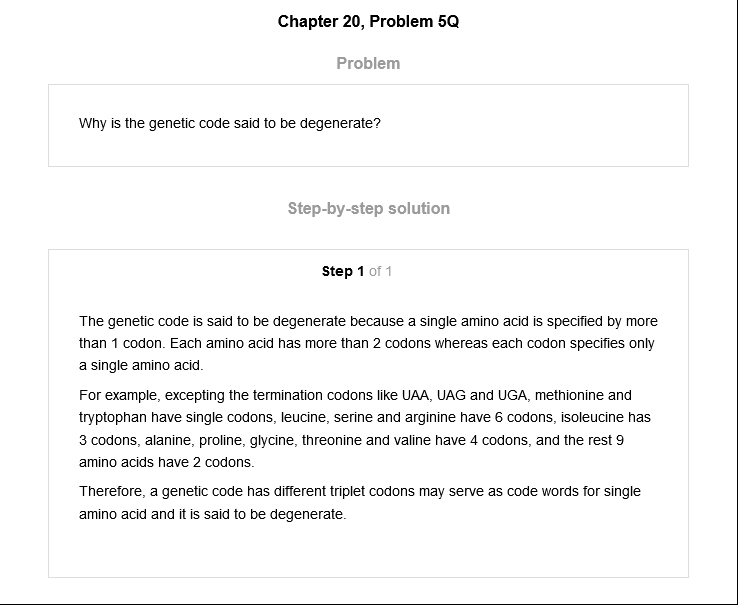 Chapter 20, Problem 5Q
Problem
Why is the genetic code said to be degenerate?
Step-by-step solution
Step 1 of 1
The genetic code is said to be degenerate because a single amino acid is specified by more
than 1 codon. Each amino acid has more than 2 codons whereas each codon specifies only
a single amino acid.
For example, excepting the termination codons like UAA, UAG and UGA, methionine and
tryptophan have single codons, leucine, serine and arginine have 6 codons, isoleucine has
3 codons, alanine, proline, glycine, threonine and valine have 4 codons, and the rest 9
amino acids have 2 codons.
Therefore, a genetic code has different triplet codons may serve as code words for single
amino acid and it is said to be degenerate.